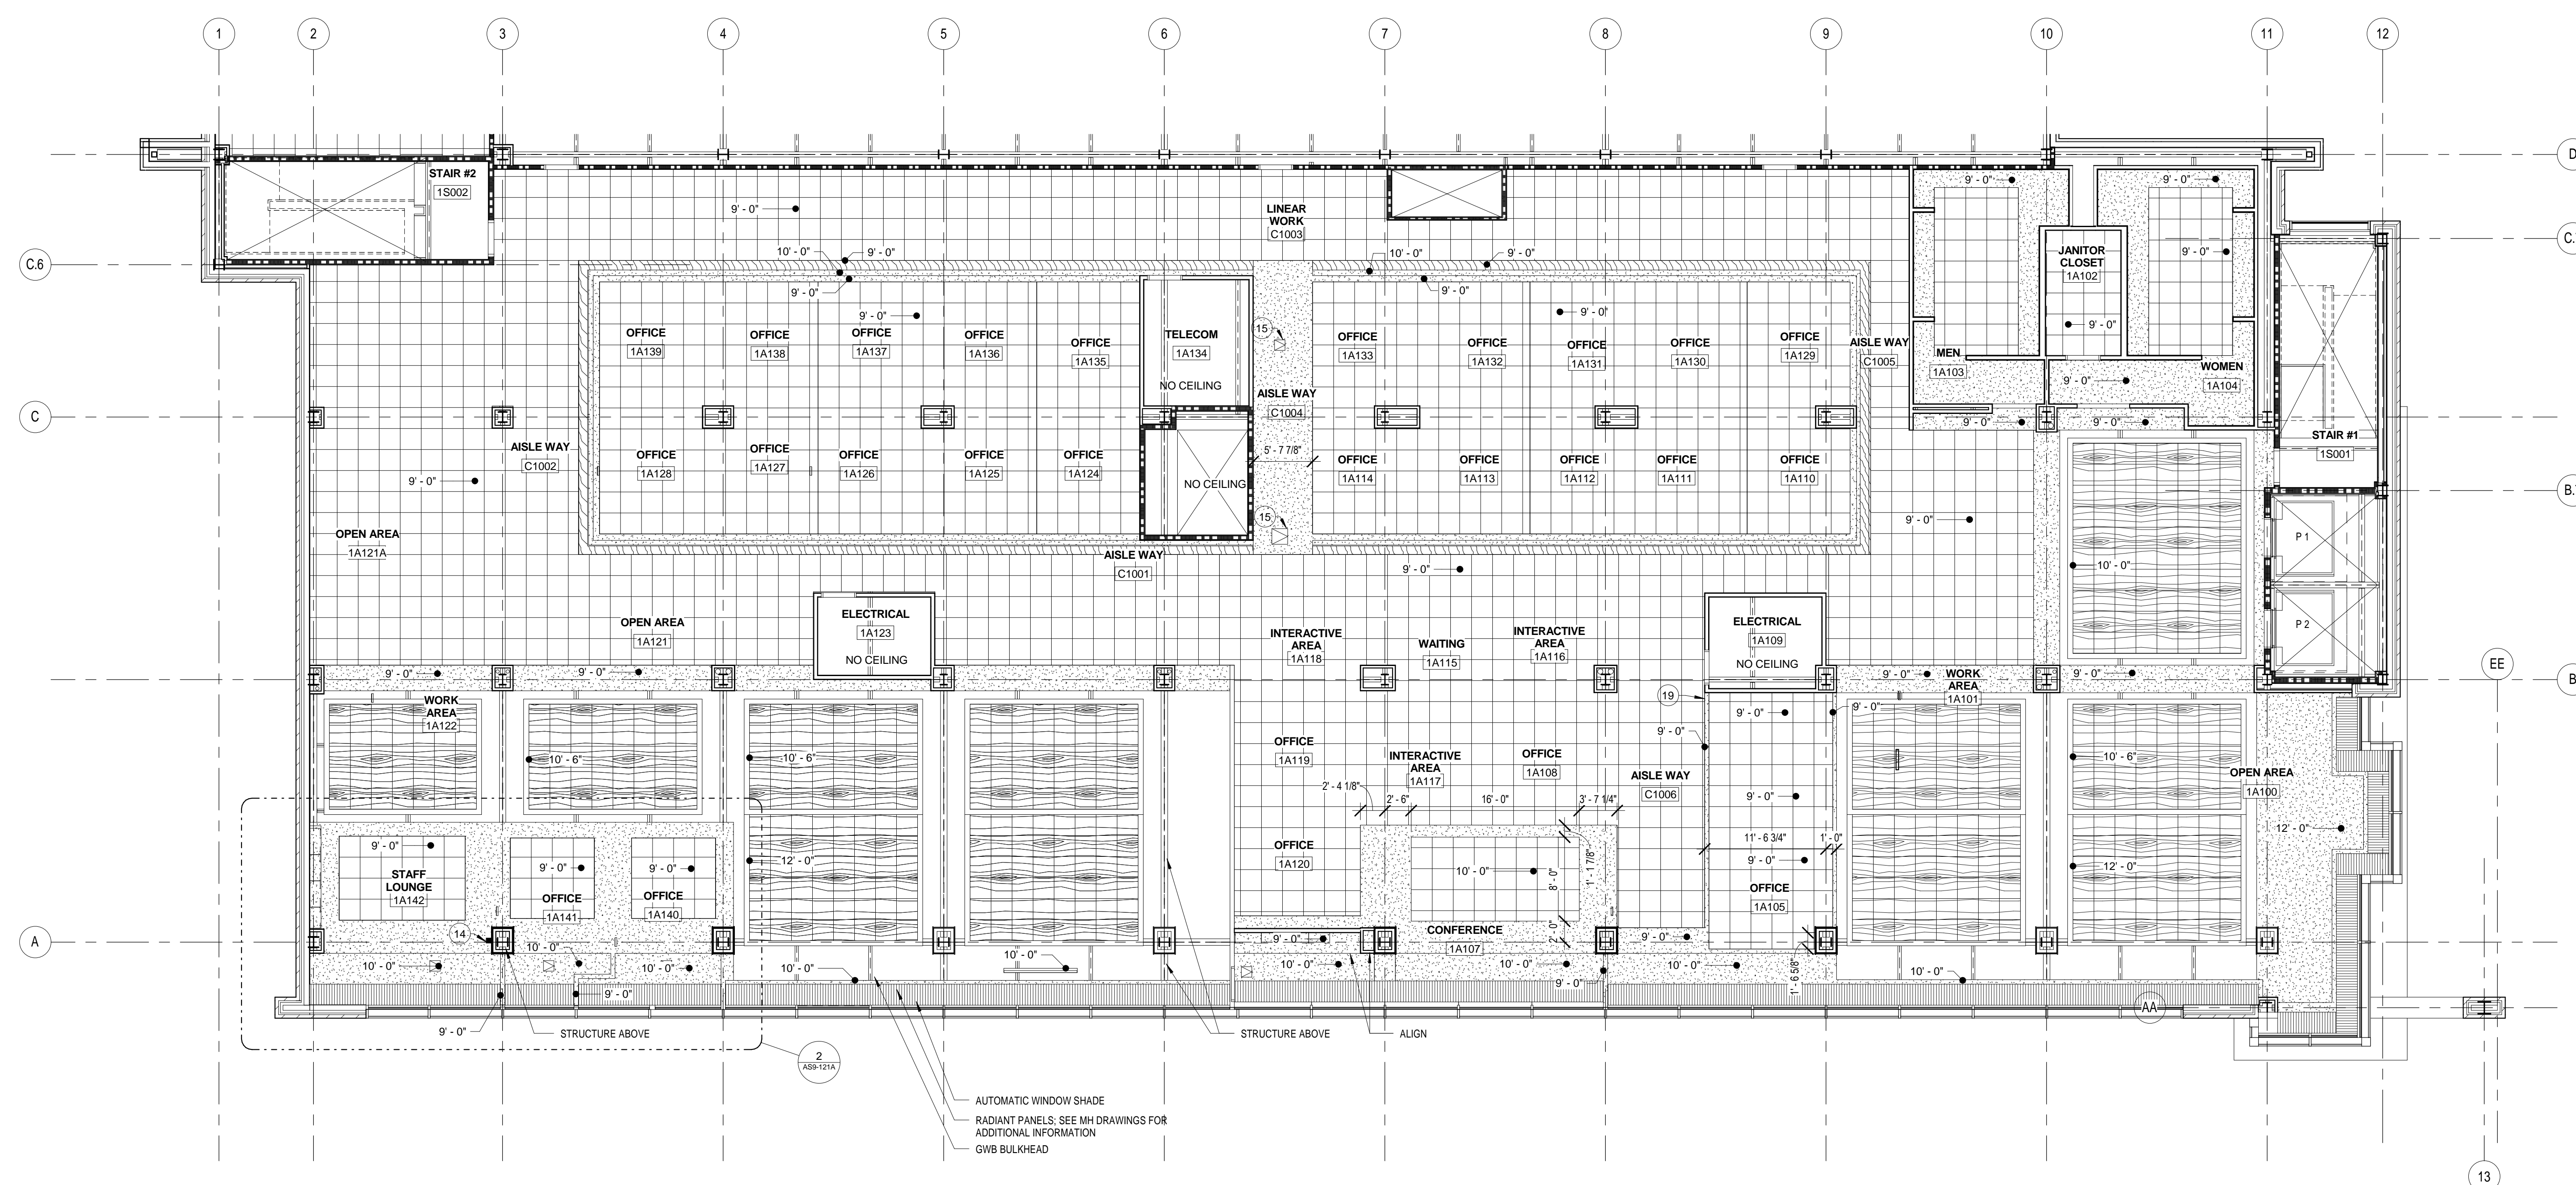 1 2 3 4 5 6 7 8 9 10 11 12
D
STAIR #2
1S002
9' - 0"
LINEAR
WORK
C1003
9' - 0" 9' - 0"
C.6
10' - 0" 9' - 0"
10' - 0" 9' - 0"
9' - 0"
9' - 0"
JANITOR
CLOSET
1A102
9' - 0"
9' - 0" 9' - 0"
9' - 0"
OFFICE
1A139
OFFICE
1A138
OFFICE
1A137
OFFICE
1A136
OFFICE
1A135
TELECOM
1A134
NO CEILING
15
OFFICE
1A133
OFFICE
1A132
OFFICE
1A131
OFFICE
1A130
OFFICE
1A129
AISLE WAY
C1005
MEN
1A103
9' - 0"
WOMEN
1A104
9' - 0"
C
AISLE WAY
C1004
9' - 0" 9' - 0"
AISLE WAY
C1002
9' - 0"
OFFICE
1A128
OFFICE
1A127
OFFICE
1A126
OFFICE
1A125
OFFICE
1A124
NO CEILING
5' - 7 7/8"
15
OFFICE
1A114
OFFICE
1A113
OFFICE
1A112
OFFICE
1A111
OFFICE
1A110
STAIR #1
1S001
9' - 0"
OPEN AREA
1A121A
AISLE WAY
C1001
9' - 0"
10' - 0"
P 1
P 2
OPEN AREA
1A121
ELECTRICAL
1A123
NO CEILING
INTERACTIVE
AREA
1A118
WAITING
1A115
INTERACTIVE
AREA
1A116
ELECTRICAL
1A109
NO CEILING
EE
B
9' - 0" 9' - 0"
9' - 0" 9' - 0"
WORK
AREA
1A122
WORK
AREA
1A101
19
9' - 0"
9' - 0" 9' - 0"
10' - 6" 10' - 6"
10' - 6"
OFFICE
1A119
INTERACTIVE
AREA
1A117
OFFICE
1A108
AISLE WAY
C1006
OPEN AREA
1A100
2' - 4 1/8"
2' - 6"
16' - 0"
3' - 7 1/4"
9' - 0"
12' - 0"
9' - 0" 9' - 0" 9' - 0"
12' - 0"
OFFICE
1A120
10' - 0"
8' - 0"
1' - 1 7/8"
2' - 0"
11' - 6 3/4"
1' - 0"
9' - 0"
12' - 0"
STAFF
LOUNGE
1A142
OFFICE
1A141
OFFICE
1A140
OFFICE
1A105
A
14
CONFERENCE
1A107
9' - 0"
9' - 0"
10' - 0" 10' - 0" 10' - 0" 10' - 0" 10' - 0"
10' - 0" 10' - 0" 10' - 0" 10' - 0"
9' - 0"
1' - 6 5/8"
9' - 0"
9' - 0"
AA
STRUCTURE ABOVE
STRUCTURE ABOVE
ALIGN
2
AS9-121A
AUTOMATIC WINDOW SHADE
RADIANT PANELS; SEE MH DRAWINGS FOR
ADDITIONAL INFORMATION
GWB BULKHEAD
13